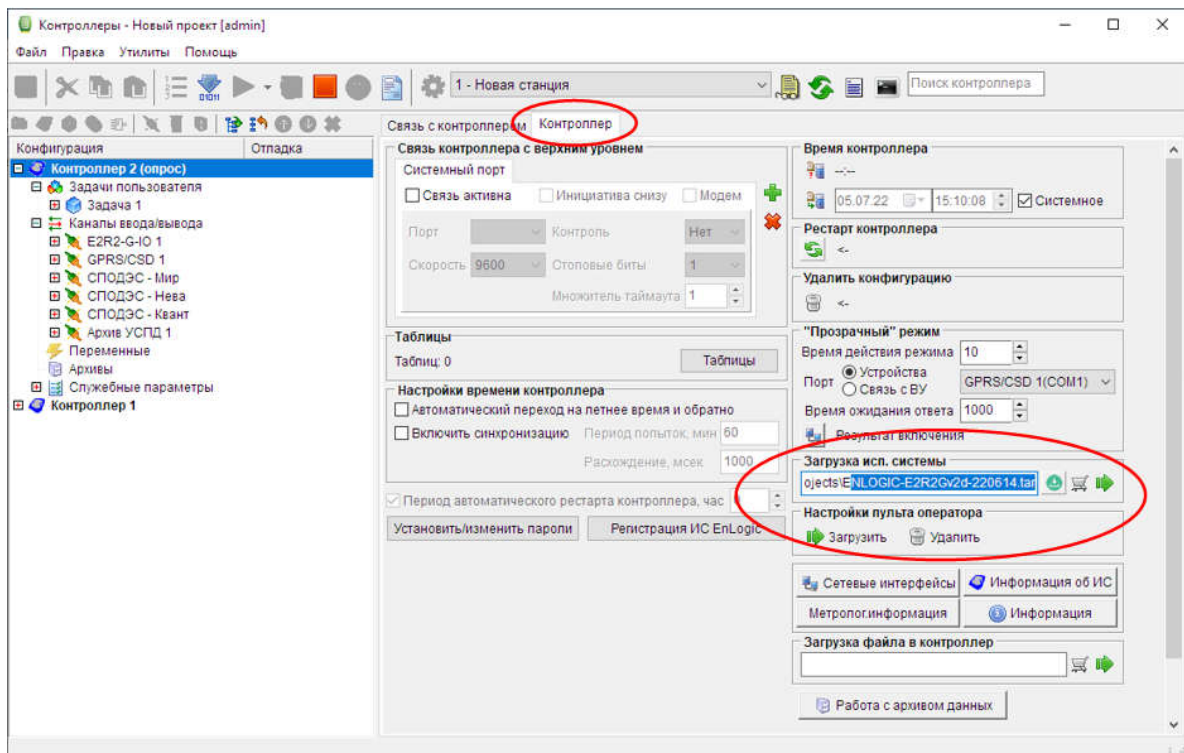 Контроллеры - Новый проект [admin]
Файл Правка Утилиты Помощь
1 - Новая станция
Поиск контроллера
Конфигурация Отладка
Контроллер 2 (опрос)
Задачи пользователя
Задача 1
Каналы ввода/вывода
E2R2-G-IO 1
GPRS/CSD 1
СПОДЭС - Мир
СПОДЭС - Нева
СПОДЭС - Квант
Архив УСПД 1
Переменные
Архивы
Служебные параметры
Контроллер 1
Связь с контроллером Контроллер
Связь контроллера с верхним уровнем
Системный порт
Связь активна Инициатива снизу Модем
Порт Контроль Нет
Скорость 9600 Стоповые биты 1
Множитель таймаута 1
Таблицы
Таблиц: 0 Таблицы
Настройки времени контроллера
Автоматический переход на летнее время и обратно
Включить синхронизацию Период попыток, мин 60
Расхождение, мсек 1000
Период автоматического рестарта контроллера, час
Установить/изменить пароли Регистрация ИС EnLogic
Время контроллера
--:--
05.07.22 15:10:08 Системное
Рестарт контроллера
<-
Удалить конфигурацию
<-
"Прозрачный" режим
Время действия режима 10
Порт Устройства GPRS/CSD 1(COM1)
Связь с ВУ
Время ожидания ответа 1000
Результат включения
Загрузка исп. системы
ojects\ENLOGIC-E2R2Gv2d-220614.tar
Настройки пульта оператора
Загрузить Удалить
Сетевые интерфейсы Информация об ИС
Метролог.информация Информация
Загрузка файла в контроллер
Работа с архивом данных